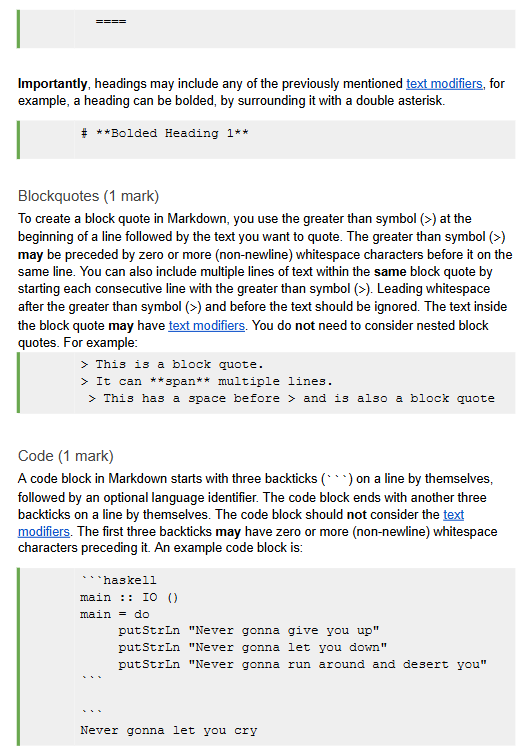 ====
Importantly, headings may include any of the previously mentioned text modifiers, for
example, a heading can be bolded, by surrounding it with a double asterisk.
# **Bolded Heading 1**
Blockquotes (1 mark)
To create a block quote in Markdown, you use the greater than symbol (>) at the
beginning of a line followed by the text you want to quote. The greater than symbol (>)
may be preceded by zero or more (non-newline) whitespace characters before it on the
same line. You can also include multiple lines of text within the same block quote by
starting each consecutive line with the greater than symbol (>). Leading whitespace
after the greater than symbol (>) and before the text should be ignored. The text inside
the block quote may have text modifiers. You do not need to consider nested block
quotes. For example:
> This is a block quote.
> It can **span** multiple lines.
 > This has a space before > and is also a block quote
Code (1 mark)
A code block in Markdown starts with three backticks (```) on a line by themselves,
followed by an optional language identifier. The code block ends with another three
backticks on a line by themselves. The code block should not consider the text
modifiers. The first three backticks may have zero or more (non-newline) whitespace
characters preceding it. An example code block is:
```haskell
main :: IO ()
main = do
     putStrLn "Never gonna give you up"
     putStrLn "Never gonna let you down"
     putStrLn "Never gonna run around and desert you"
```
```
Never gonna let you cry